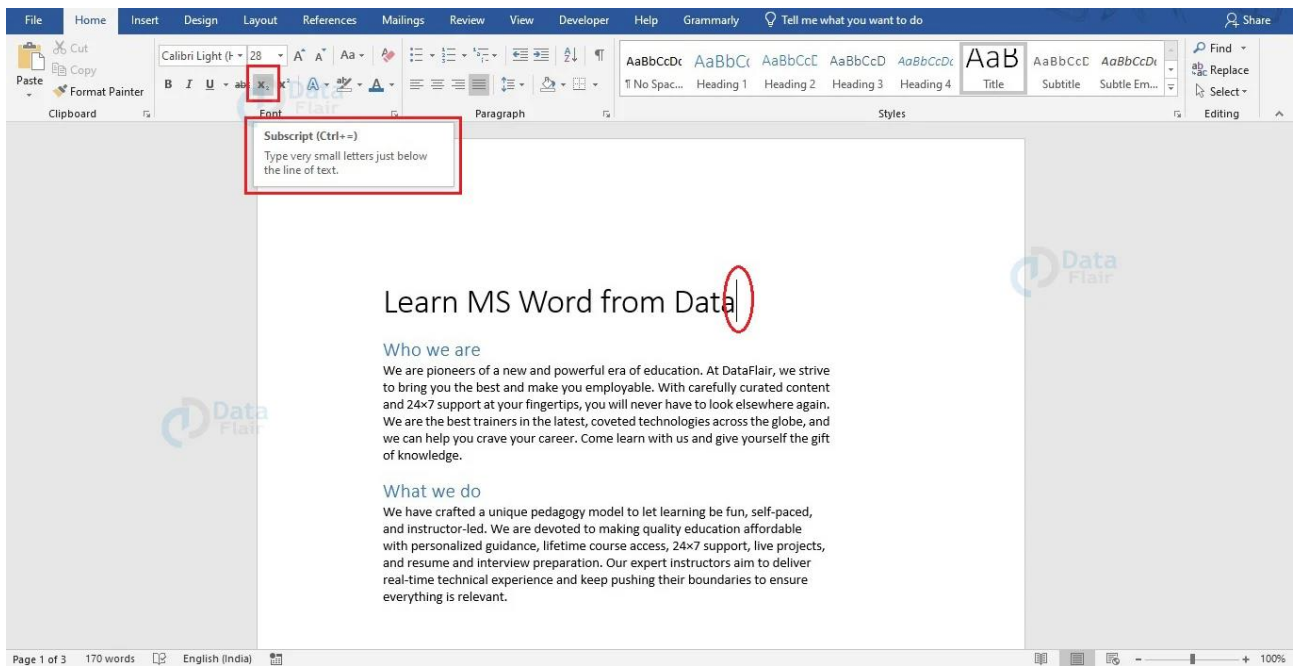 File Home Insert Design Layout References Mailings Review View Developer Help Grammarly Tell me what you want to do Share
Cut
Copy
Paste
Format Painter
Clipboard
Calibri Light (H 28 A A Aa
B I U abc x₂ x² A aby A
Font
Paragraph
AaBbCcDc AaBbCc AaBbCcC AaBbCcD AaBbCcDc AaB AaBbCcC AaBbCcDc
¶ No Spac... Heading 1 Heading 2 Heading 3 Heading 4 Title Subtitle Subtle Em...
Styles
Find
Replace
Select
Editing
Subscript (Ctrl+=)
Type very small letters just below
the line of text.
Data
Flair
Learn MS Word from Data
Data
Flair
Who we are
We are pioneers of a new and powerful era of education. At DataFlair, we strive
to bring you the best and make you employable. With carefully curated content
and 24×7 support at your fingertips, you will never have to look elsewhere again.
We are the best trainers in the latest, coveted technologies across the globe, and
we can help you crave your career. Come learn with us and give yourself the gift
of knowledge.
Data
Flair
What we do
We have crafted a unique pedagogy model to let learning be fun, self-paced,
and instructor-led. We are devoted to making quality education affordable
with personalized guidance, lifetime course access, 24×7 support, live projects,
and resume and interview preparation. Our expert instructors aim to deliver
real-time technical experience and keep pushing their boundaries to ensure
everything is relevant.
Page 1 of 3 170 words English (India) 100%